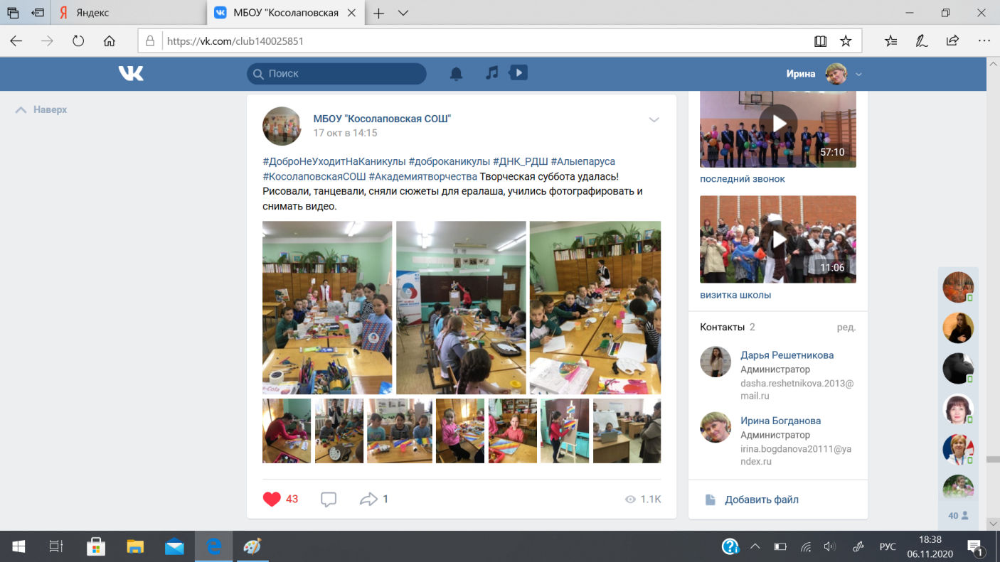 Яндекс
МБОУ "Косолаповская
https://vk.com/club140025851
Поиск
Ирина
Наверх
МБОУ "Косолаповская СОШ"
17 окт в 14:15
#ДоброНеУходитНаКаникулы #доброканикулы #ДНК_РДШ #Алыепаруса
#КосолаповскаяСОШ #Академиятворчества Творческая суббота удалась!
Рисовали, танцевали, сняли сюжеты для ералаша, учились фотографировать и
снимать видео.
43
1
1.1K
57:10
последний звонок
11:06
визитка школы
Контакты 2
ред.
Дарья Решетникова
Администратор
dasha.reshetnikova.2013@
mail.ru
Ирина Богданова
Администратор
irina.bogdanova20111@ya
ndex.ru
Добавить файл
40
РУС
18:38
06.11.2020
1